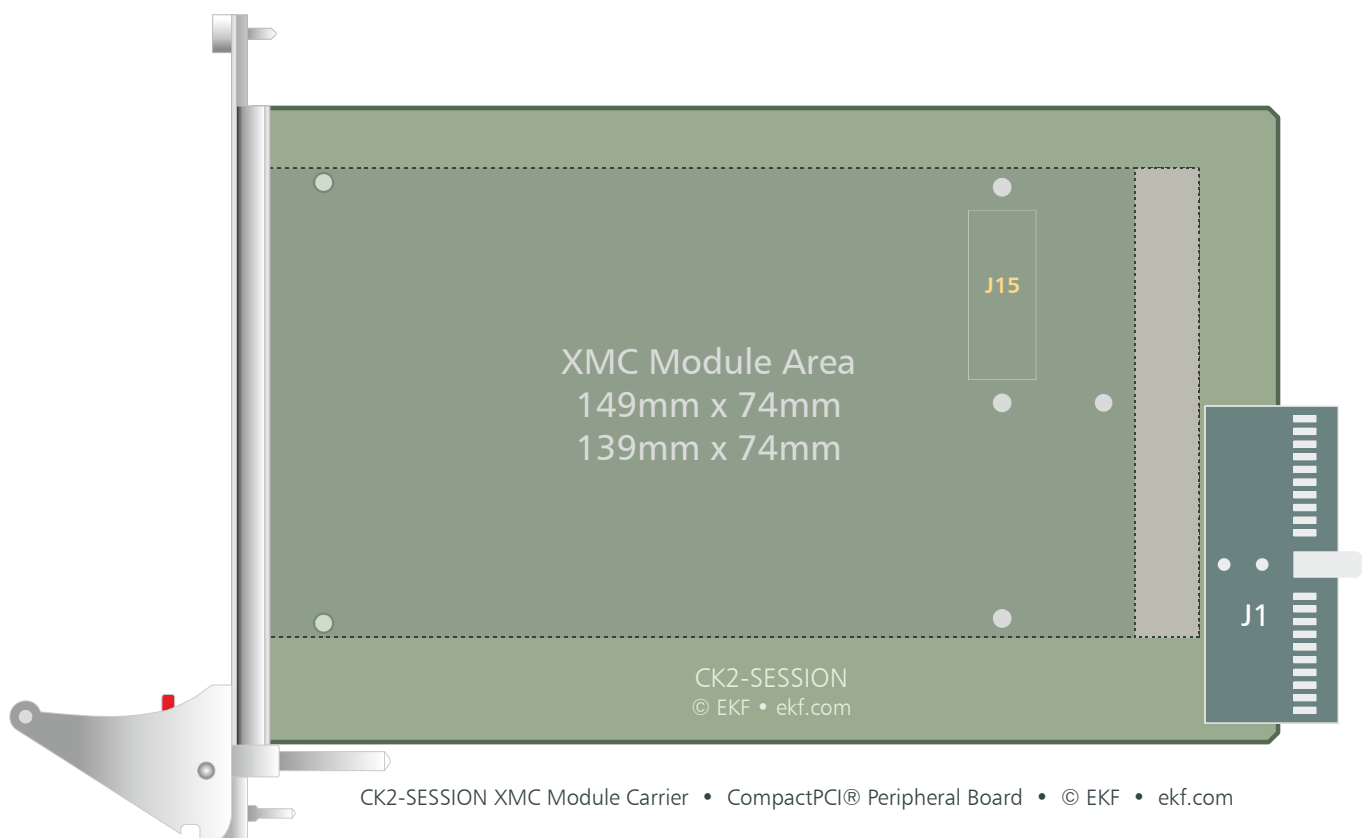 J15
XMC Module Area
149mm x 74mm
139mm x 74mm
J1
CK2-SESSION
© EKF • ekf.com
CK2-SESSION XMC Module Carrier • CompactPCI® Peripheral Board • © EKF • ekf.com